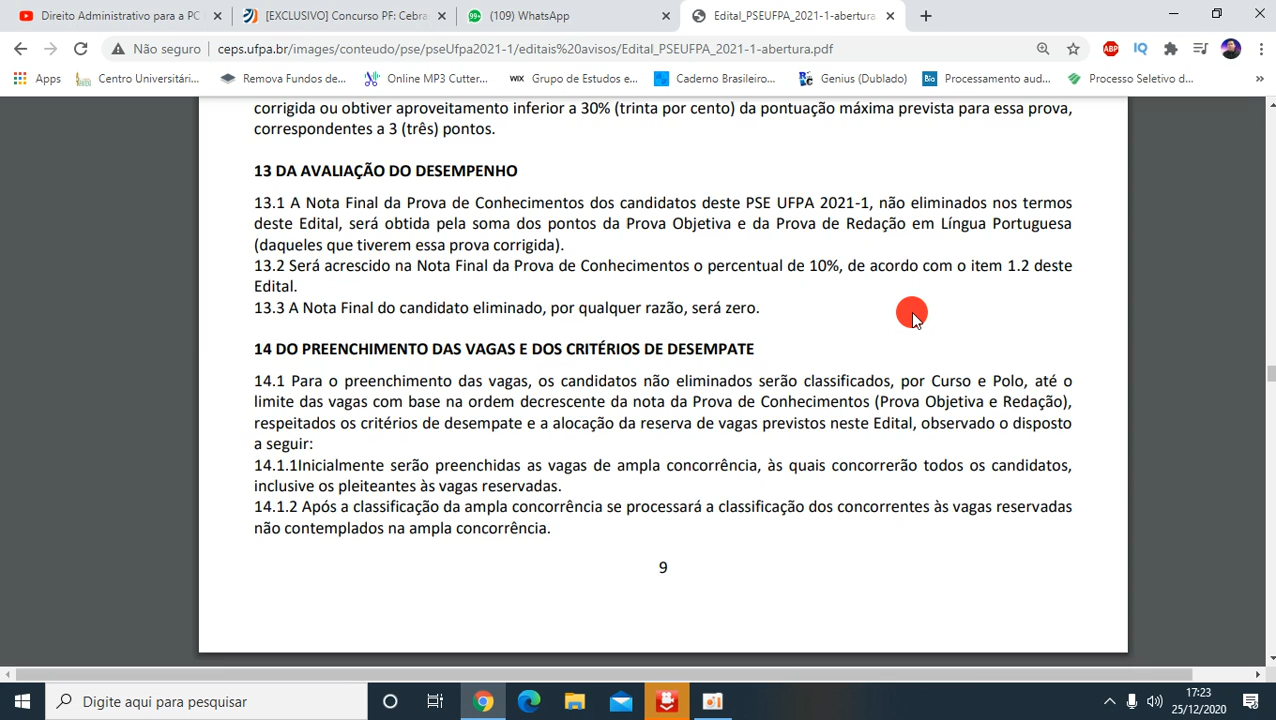 Direito Administrativo para a PC
[EXCLUSIVO] Concurso PF: Cebra
99+
(109) WhatsApp
Edital_PSEUFPA_2021-1-abertura
Não seguro
ceps.ufpa.br/images/conteudo/pse/pseUfpa2021-1/editais%20avisos/Edital_PSEUFPA_2021-1-abertura.pdf
ABP
IQ
Apps
Centro Universitári...
Remova Fundos de...
Online MP3 Cutter...
WIX
Grupo de Estudos e...
Caderno Brasileiro...
Genius (Dublado)
Bio
Processamento aud...
Processo Seletivo d...
»
corrigida ou obtiver aproveitamento inferior a 30% (trinta por cento) da pontuação máxima prevista para essa prova,
correspondentes a 3 (três) pontos.
13 DA AVALIAÇÃO DO DESEMPENHO
13.1 A Nota Final da Prova de Conhecimentos dos candidatos deste PSE UFPA 2021-1, não eliminados nos termos
deste Edital, será obtida pela soma dos pontos da Prova Objetiva e da Prova de Redação em Língua Portuguesa
(daqueles que tiverem essa prova corrigida).
13.2 Será acrescido na Nota Final da Prova de Conhecimentos o percentual de 10%, de acordo com o item 1.2 deste
Edital.
13.3 A Nota Final do candidato eliminado, por qualquer razão, será zero.
14 DO PREENCHIMENTO DAS VAGAS E DOS CRITÉRIOS DE DESEMPATE
14.1 Para o preenchimento das vagas, os candidatos não eliminados serão classificados, por Curso e Polo, até o
limite das vagas com base na ordem decrescente da nota da Prova de Conhecimentos (Prova Objetiva e Redação),
respeitados os critérios de desempate e a alocação da reserva de vagas previstos neste Edital, observado o disposto
a seguir:
14.1.1Inicialmente serão preenchidas as vagas de ampla concorrência, às quais concorrerão todos os candidatos,
inclusive os pleiteantes às vagas reservadas.
14.1.2 Após a classificação da ampla concorrência se processará a classificação dos concorrentes às vagas reservadas
não contemplados na ampla concorrência.
9
Digite aqui para pesquisar
17:23
25/12/2020